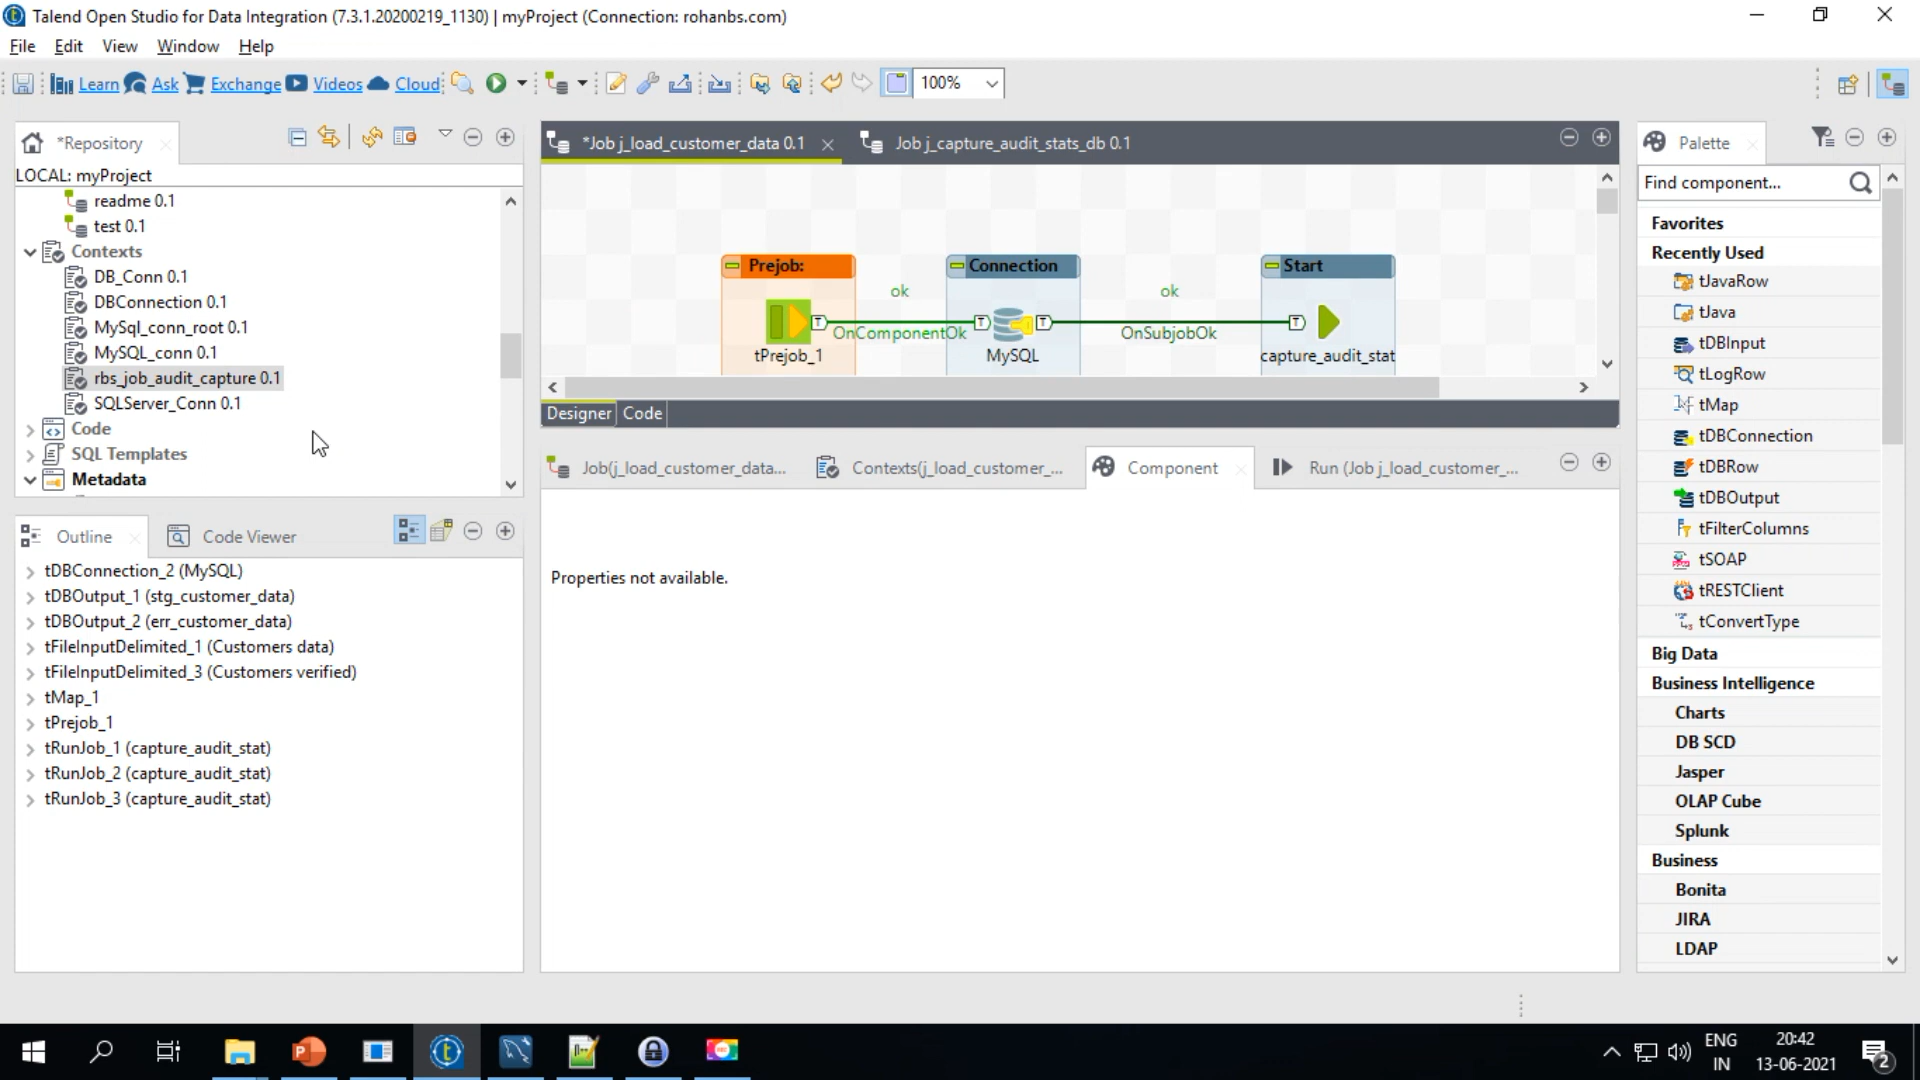 Talend Open Studio for Data Integration (7.3.1.20200219_1130) | myProject (Connection: rohanbs.com)
File Edit View Window Help
Learn Ask Exchange Videos Cloud 100%
*Repository
LOCAL: myProject
readme 0.1
test 0.1
Contexts
DB_Conn 0.1
DBConnection 0.1
MySql_conn_root 0.1
MySQL_conn 0.1
rbs_job_audit_capture 0.1
SQLServer_Conn 0.1
Code
SQL Templates
Metadata
Outline
Code Viewer
tDBConnection_2 (MySQL)
tDBOutput_1 (stg_customer_data)
tDBOutput_2 (err_customer_data)
tFileInputDelimited_1 (Customers data)
tFileInputDelimited_3 (Customers verified)
tMap_1
tPrejob_1
tRunJob_1 (capture_audit_stat)
tRunJob_2 (capture_audit_stat)
tRunJob_3 (capture_audit_stat)
*Job j_load_customer_data 0.1
Job j_capture_audit_stats_db 0.1
Prejob:
Connection
Start
ok
ok
OnComponentOk
OnSubjobOk
tPrejob_1
MySQL
capture_audit_stat
Designer
Code
Job(j_load_customer_data...
Contexts(j_load_customer_...
Component
Run (Job j_load_customer_...
Properties not available.
Palette
Find component...
Favorites
Recently Used
tJavaRow
tJava
tDBInput
tLogRow
tMap
tDBConnection
tDBRow
tDBOutput
tFilterColumns
tSOAP
tRESTClient
tConvertType
Big Data
Business Intelligence
Charts
DB SCD
Jasper
OLAP Cube
Splunk
Business
Bonita
JIRA
LDAP
ENG
IN
20:42
13-06-2021
2